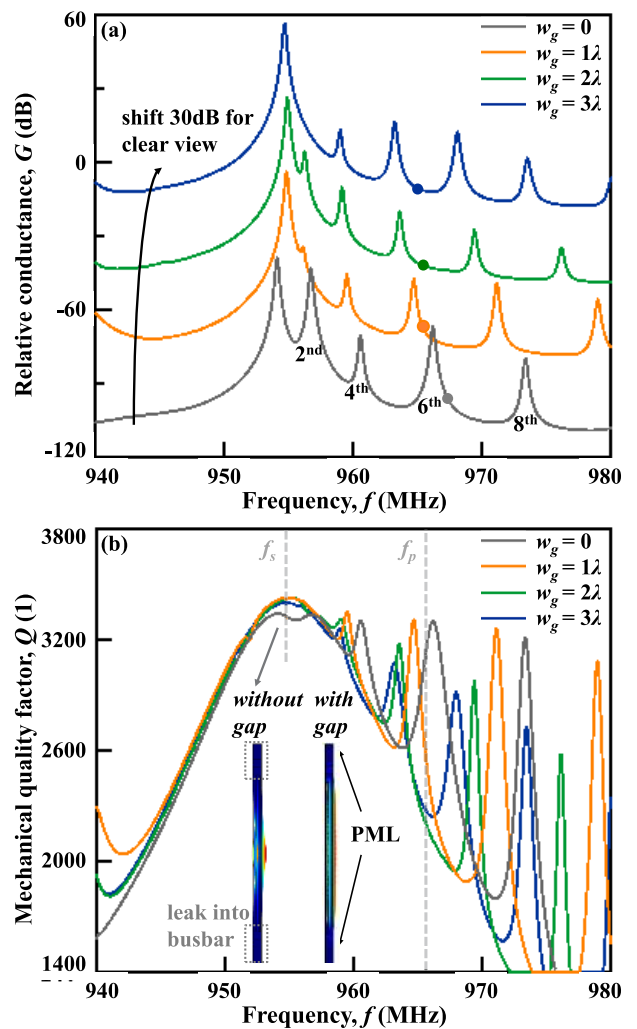 60
(a)
w_g = 0
w_g = 1λ
w_g = 2λ
w_g = 3λ
shift 30dB for
clear view
0
-60
-120
2nd
4th
6th
8th
Relative conductance, G (dB)
940 950 960 970 980
Frequency, f (MHz)
3800
(b)
f_s
f_p
w_g = 0
w_g = 1λ
w_g = 2λ
w_g = 3λ
3200
without
gap
with
gap
2600
PML
2000
leak into
busbar
1400
Mechanical quality factor, Q (1)
940 950 960 970 980
Frequency, f (MHz)